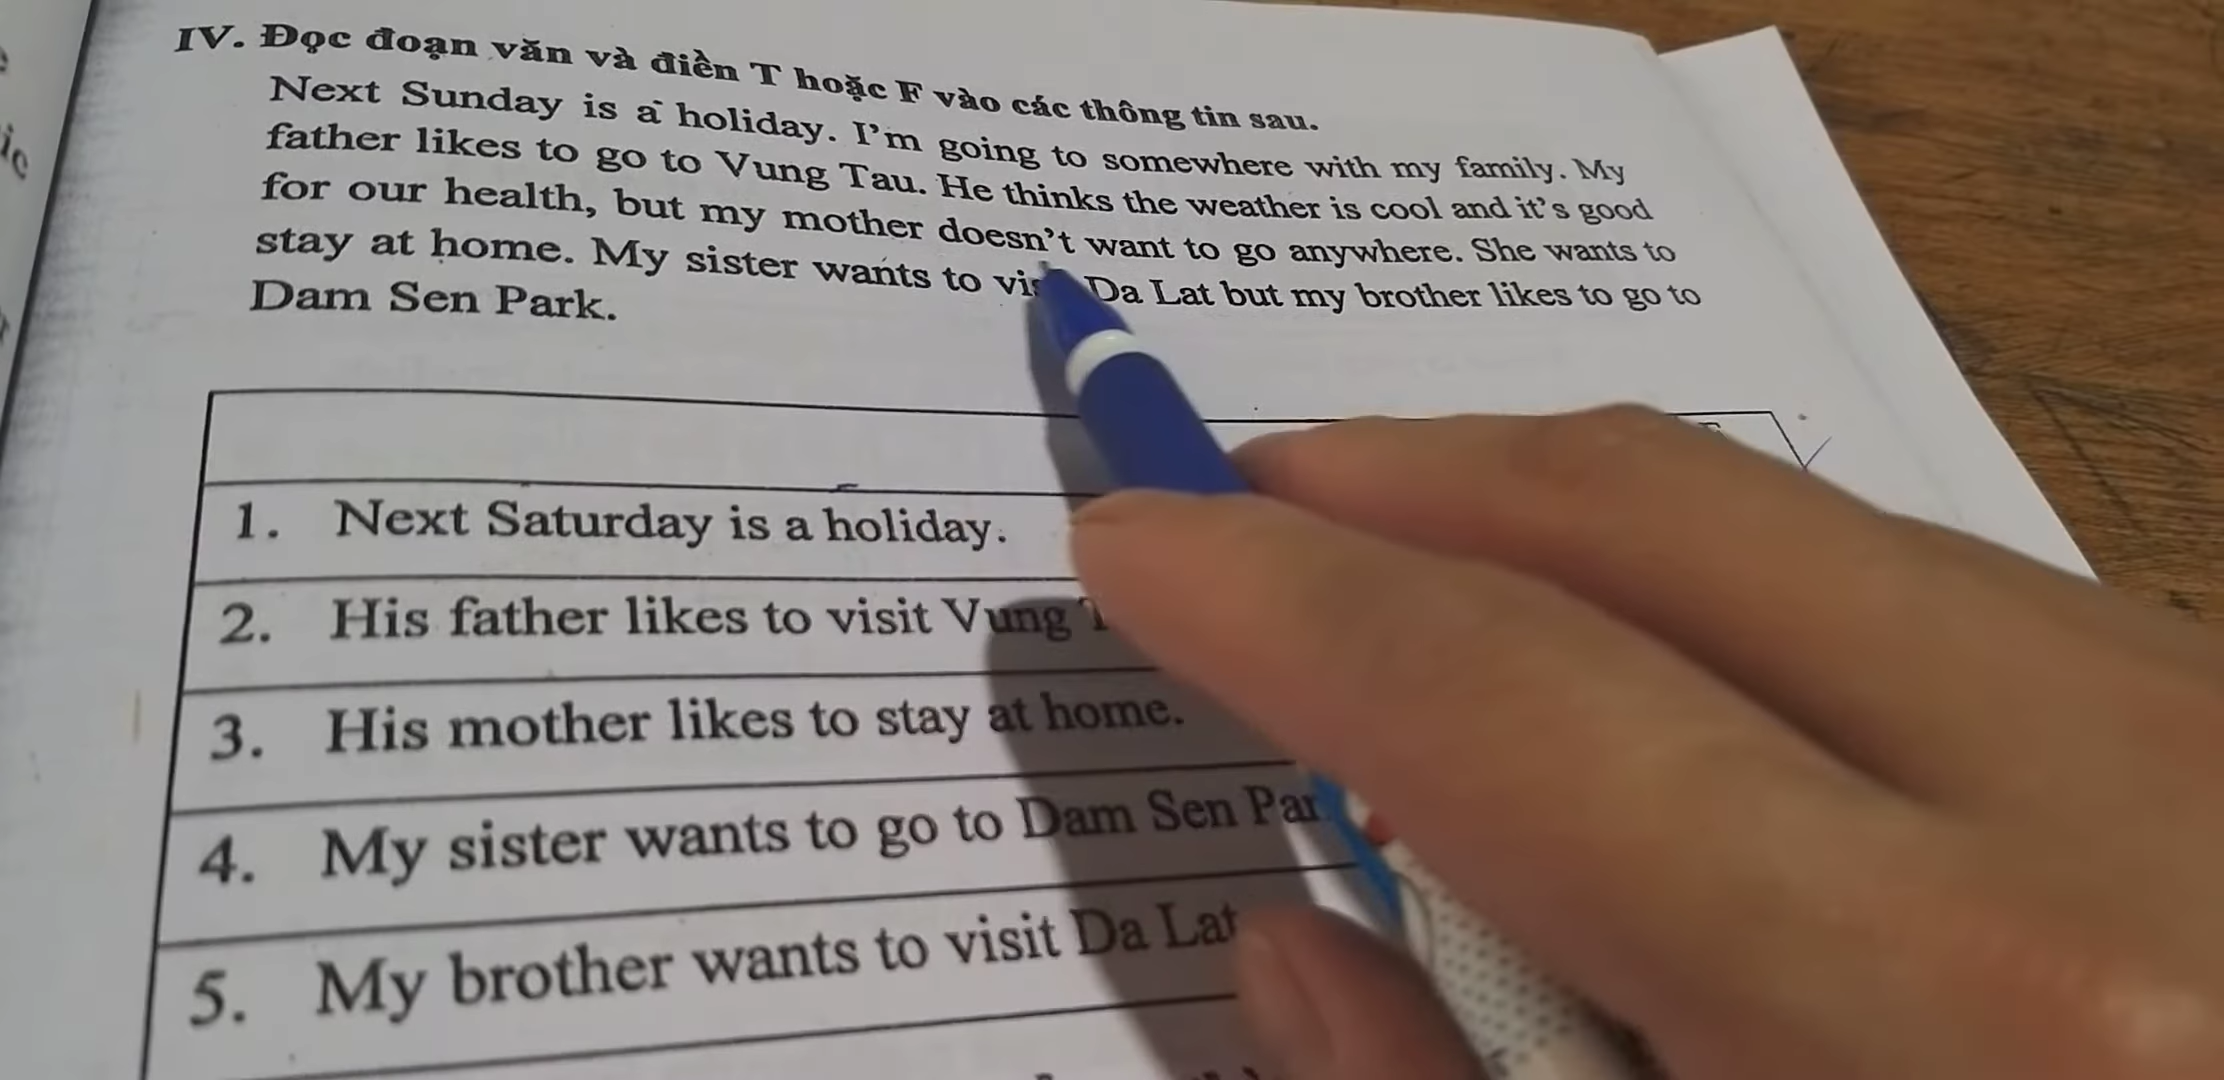 IV. Đọc đoạn văn và điền T hoặc F vào các thông tin sau.
Next Sunday is a holiday. I'm going to somewhere with my family. My
father likes to go to Vung Tau. He thinks the weather is cool and it's good
for our health, but my mother doesn't want to go anywhere. She wants to
stay at home. My sister wants to Da Lat but my brother likes to go to
Dam Sen Park.
1. Next Saturday is a holiday.
2. His father likes to visit Vung
3. His mother likes to stay at home.
4. My sister wants to go to Dam Sen
5. My brother wants to visit Da Lat